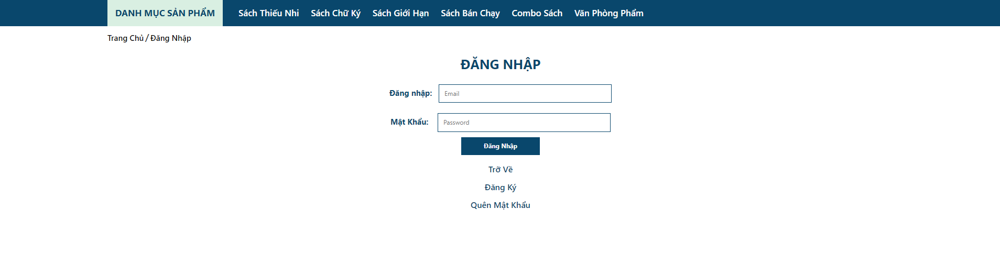 DANH MỤC SẢN PHẨM Sách Thiếu Nhi Sách Chữ Ký Sách Giới Hạn Sách Bán Chạy Combo Sách Văn Phòng Phẩm
Trang Chủ / Đăng Nhập
ĐĂNG NHẬP
Đăng nhập: Email
Mật Khẩu: Password
Đăng Nhập
Trỡ Về
Đăng Ký
Quên Mật Khẩu